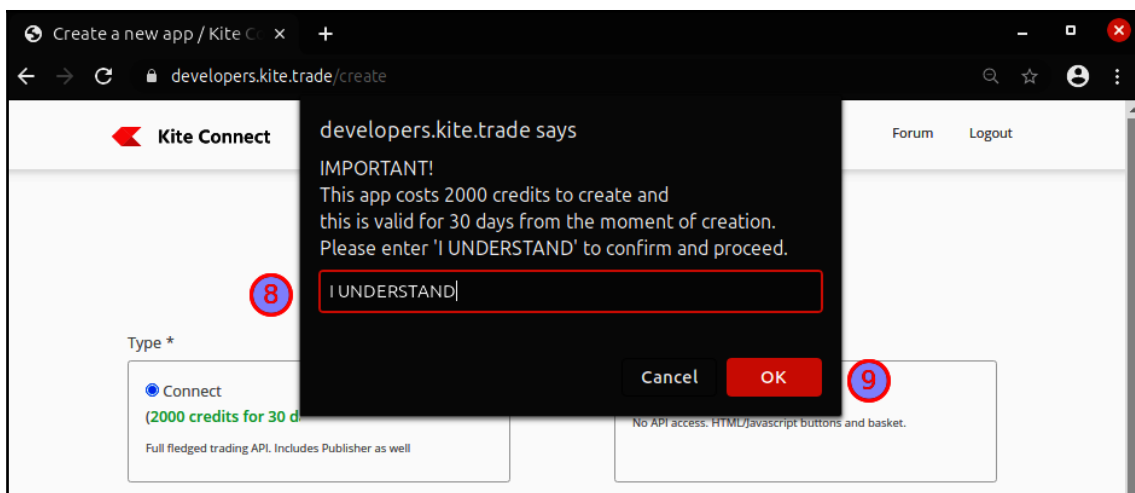 Create a new app / Kite C
developers.kite.trade/create
Kite Connect
Forum
Logout
developers.kite.trade says
IMPORTANT!
This app costs 2000 credits to create and
this is valid for 30 days from the moment of creation.
Please enter 'I UNDERSTAND' to confirm and proceed.
8
I UNDERSTAND
Cancel
OK
9
Type *
Connect
(2000 credits for 30 d
Full fledged trading API. Includes Publisher as well
No API access. HTML/Javascript buttons and basket.